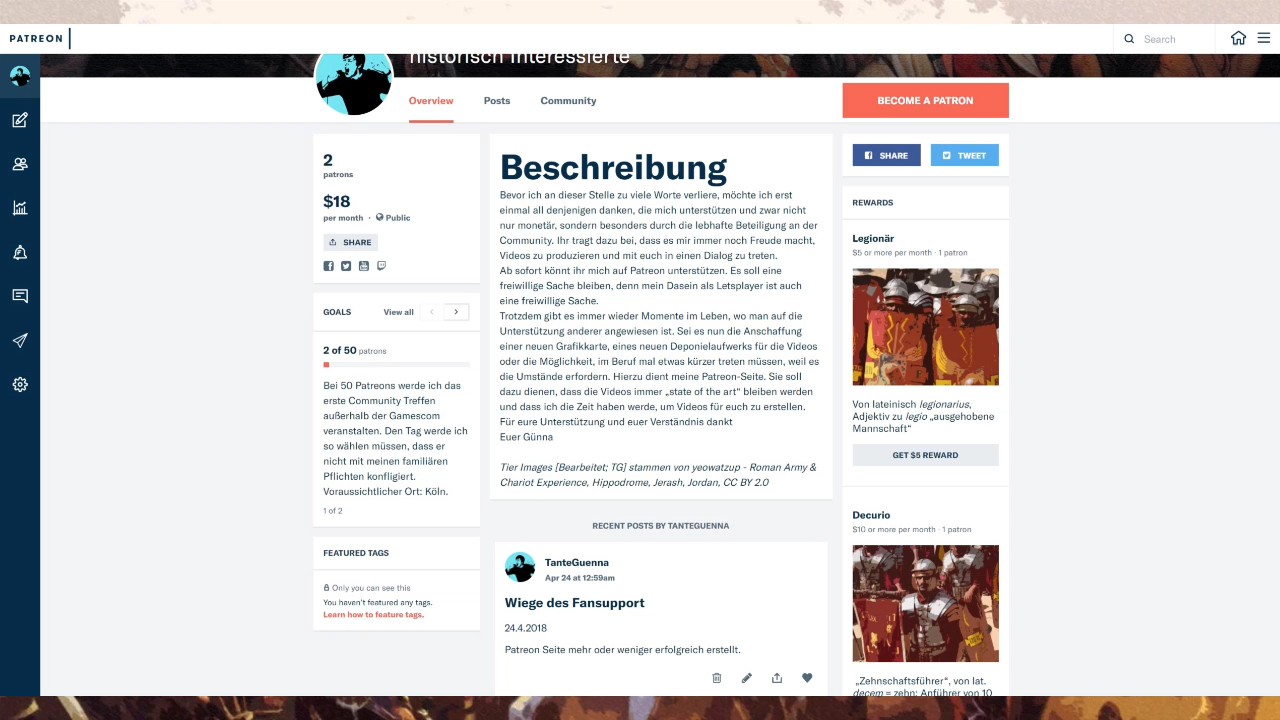 PATREON
Search
historisch Interessierte
Overview
Posts
Community
BECOME A PATRON
2
patrons
$18
per month · Public
SHARE
GOALS
View all
2 of 50 patrons
Bei 50 Patreons werde ich das
erste Community Treffen
außerhalb der Gamescom
veranstalten. Den Tag werde ich
so wählen müssen, dass er
nicht mit meinen familiären
Pflichten konfligiert.
Voraussichtlicher Ort: Köln.
1 of 2
FEATURED TAGS
Only you can see this
You haven't featured any tags.
Learn how to feature tags.
Beschreibung
Bevor ich an dieser Stelle zu viele Worte verliere, möchte ich erst
einmal all denjenigen danken, die mich unterstützen und zwar nicht
nur monetär, sondern besonders durch die lebhafte Beteiligung an der
Community. Ihr tragt dazu bei, dass es mir immer noch Freude macht,
Videos zu produzieren und mit euch in einen Dialog zu treten.
Ab sofort könnt ihr mich auf Patreon unterstützen. Es soll eine
freiwillige Sache bleiben, denn mein Dasein als Letsplayer ist auch
eine freiwillige Sache.
Trotzdem gibt es immer wieder Momente im Leben, wo man auf die
Unterstützung anderer angewiesen ist. Sei es nun die Anschaffung
einer neuen Grafikkarte, eines neuen Deponielaufwerks für die Videos
oder die Möglichkeit, im Beruf mal etwas kürzer treten müssen, weil es
die Umstände erfordern. Hierzu dient meine Patreon-Seite. Sie soll
dazu dienen, dass die Videos immer „state of the art“ bleiben werden
und dass ich die Zeit haben werde, um Videos für euch zu erstellen.
Für eure Unterstützung und euer Verständnis dankt
Euer Günna
Tier Images [Bearbeitet; TG] stammen von yeowatzup - Roman Army &
Chariot Experience, Hippodrome, Jerash, Jordan, CC BY 2.0
RECENT POSTS BY TANTEGUENNA
TanteGuenna
Apr 24 at 12:59am
Wiege des Fansupport
24.4.2018
Patreon Seite mehr oder weniger erfolgreich erstellt.
SHARE
TWEET
REWARDS
Legionär
$5 or more per month · 1 patron
Von lateinisch legionarius,
Adjektiv zu legio „ausgehobene
Mannschaft“
GET $5 REWARD
Decurio
$10 or more per month · 1 patron
„Zehnschaftsführer“, von lat.
decem = zehn: Anführer von 10